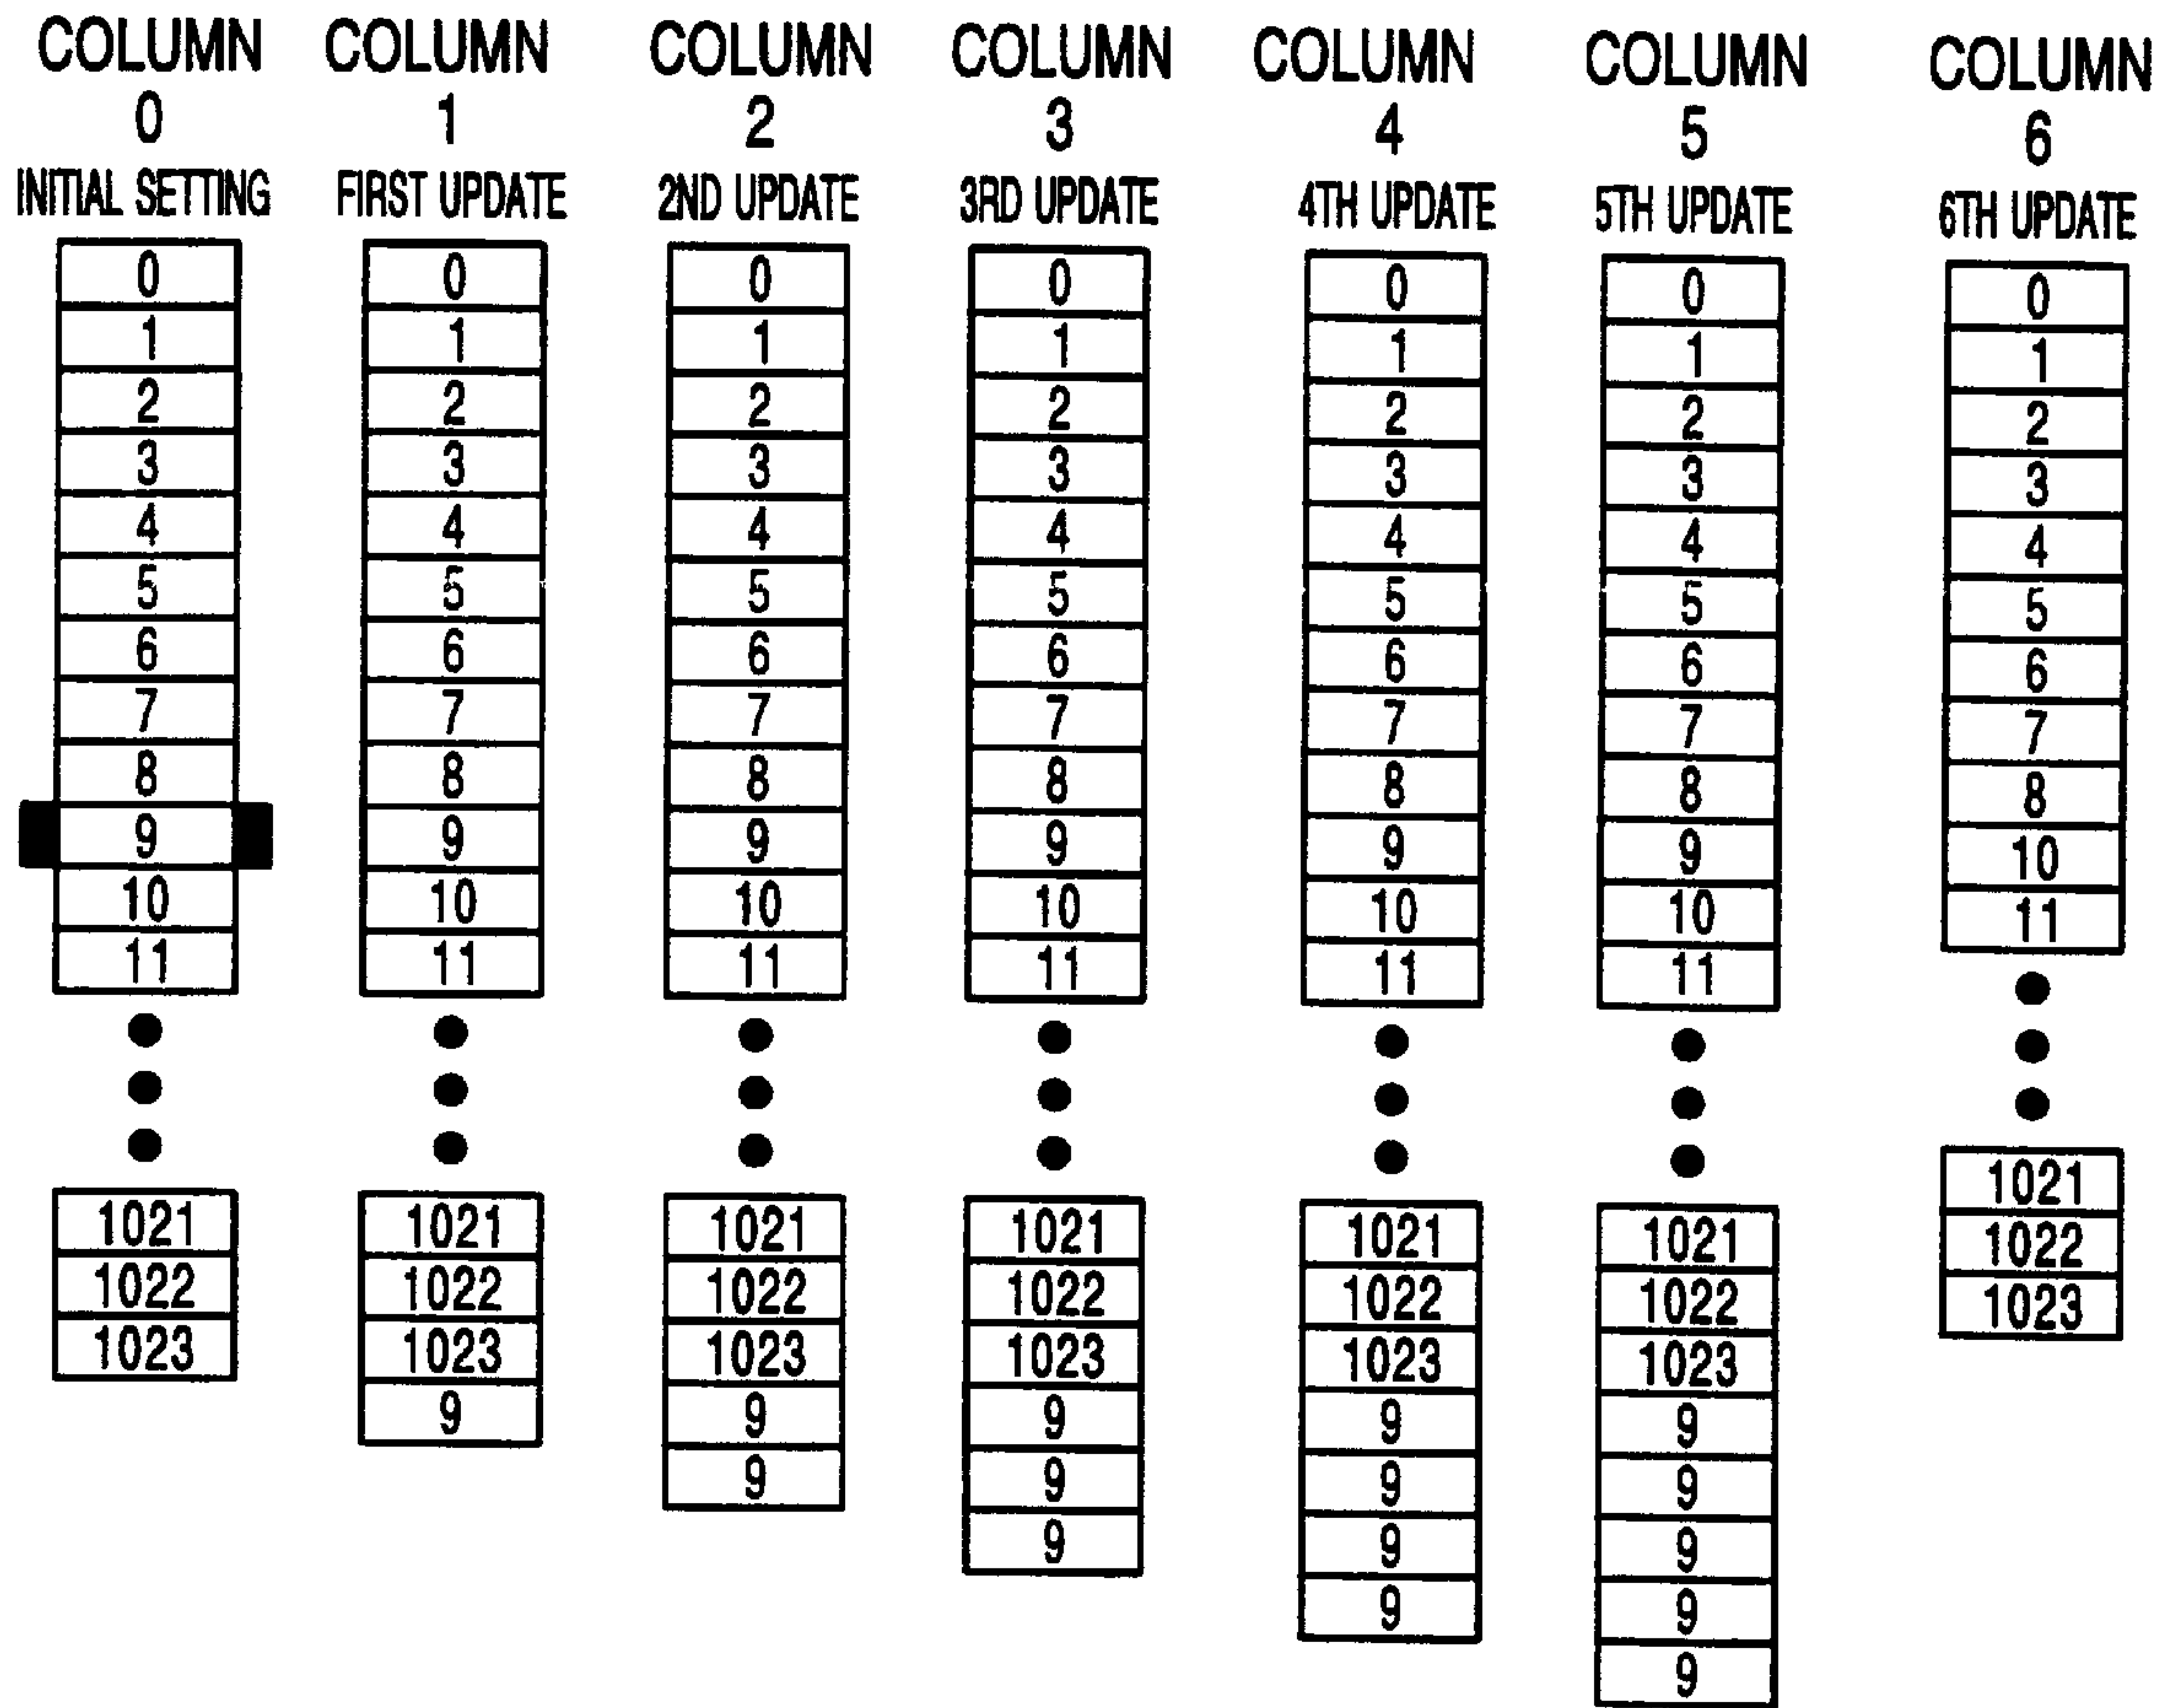 COLUMN COLUMN COLUMN COLUMN COLUMN COLUMN COLUMN
0 1 2 3 4 5 6
INITIAL SETTING FIRST UPDATE 2ND UPDATE 3RD UPDATE 4TH UPDATE 5TH UPDATE 6TH UPDATE
0 0 0 0 0 0 0
1 1 1 1 1 1 1
2 2 2 2 2 2 2
3 3 3 3 3 3 3
4 4 4 4 4 4 4
5 5 5 5 5 5 5
6 6 6 6 6 6 6
7 7 7 7 7 7 7
8 8 8 8 8 8 8
9 9 9 9 9 9 10
10 10 10 10 10 10 11
11 11 11 11 11 11
1021 1021 1021 1021 1021 1021 1021
1022 1022 1022 1022 1022 1022 1022
1023 1023 1023 1023 1023 1023 1023
9 9 9 9 9
9 9 9 9
9 9 9
9 9
9